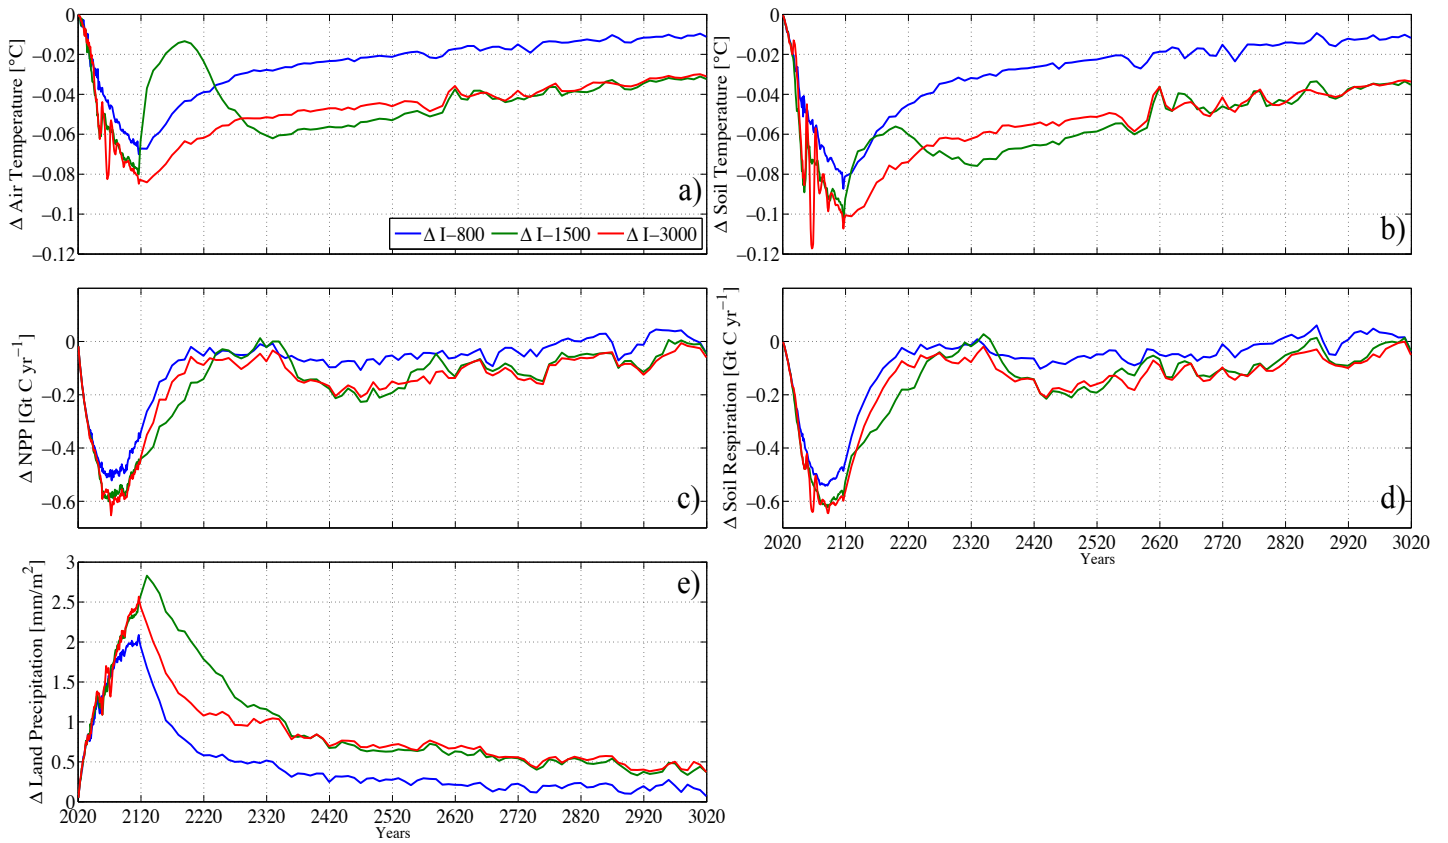 0
−0.02
−0.04
−0.06
−0.08
−0.1
−0.12
Δ Air Temperature [°C]
a)
Δ I−800 Δ I−1500 Δ I−3000
0
−0.02
−0.04
−0.06
−0.08
−0.1
−0.12
Δ Soil Temperature [°C]
b)
0
−0.2
−0.4
−0.6
Δ NPP [Gt C yr−1]
c)
0
−0.2
−0.4
−0.6
Δ Soil Respiration [Gt C yr−1]
d)
2020 2120 2220 2320 2420 2520 2620 2720 2820 2920 3020
Years
3
2.5
2
1.5
1
0.5
0
Δ Land Precipitation [mm/m2]
e)
2020 2120 2220 2320 2420 2520 2620 2720 2820 2920 3020
Years